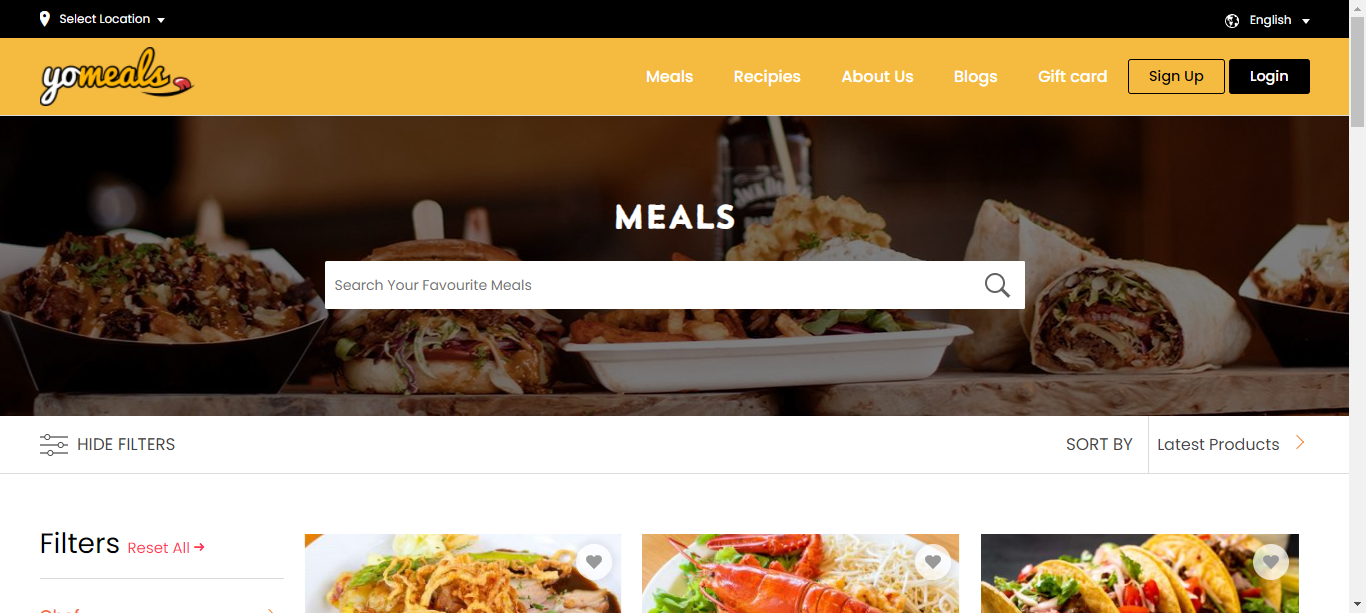 Select Location
English
yomeals
Meals
Recipies
About Us
Blogs
Gift card
Sign Up
Login
MEALS
Search Your Favourite Meals
HIDE FILTERS
SORT BY
Latest Products
Filters
Reset All